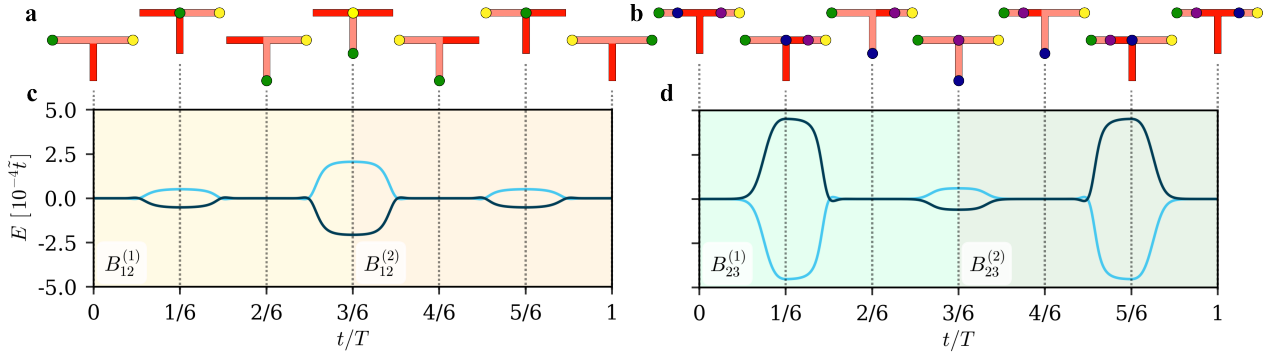 a
b
c
d
5.0
2.5
0.0
-2.5
-5.0
E [10⁻⁴t̃]
B₁₂⁽¹⁾
B₁₂⁽²⁾
B₂₃⁽¹⁾
B₂₃⁽²⁾
0 1/6 2/6 3/6 4/6 5/6 1
0 1/6 2/6 3/6 4/6 5/6 1
t/T
t/T